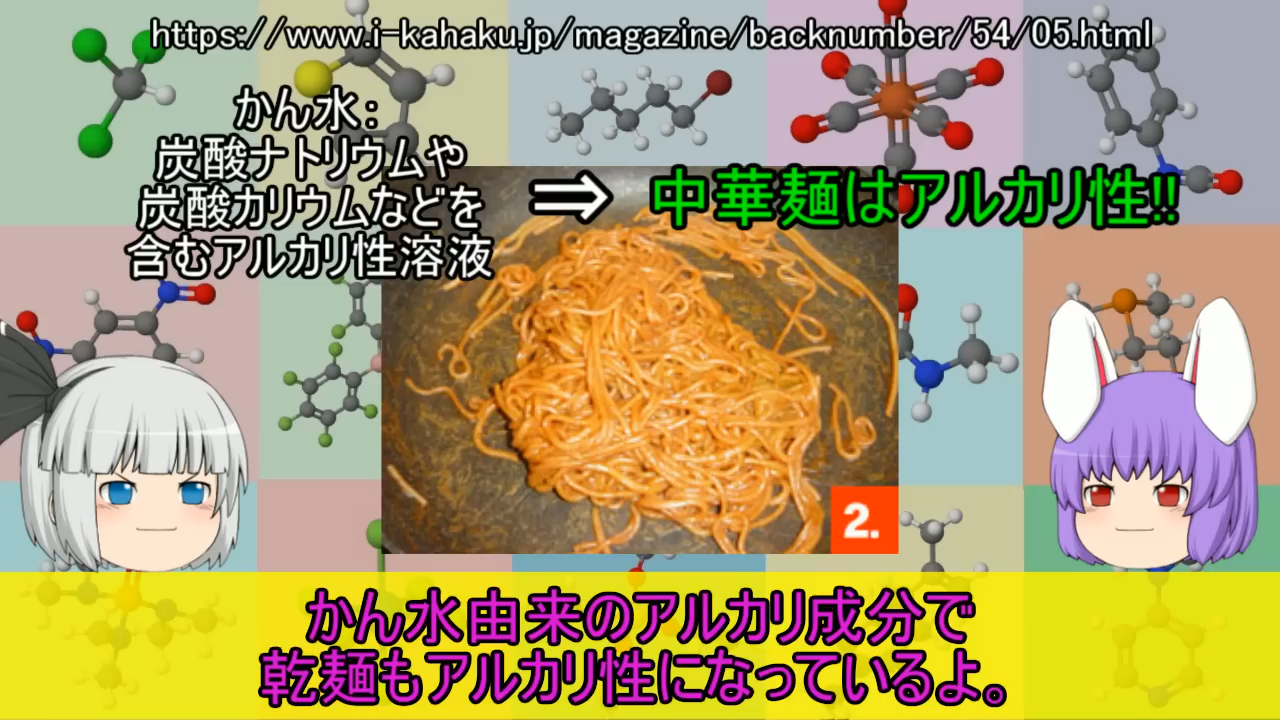 https://www.i-kahaku.jp/magazine/backnumber/54/05.html
かん水：
炭酸ナトリウムや
炭酸カリウムなどを
含むアルカリ性溶液
⇒ 中華麺はアルカリ性!!
2.
かん水由来のアルカリ成分で
乾麺もアルカリ性になっているよ。